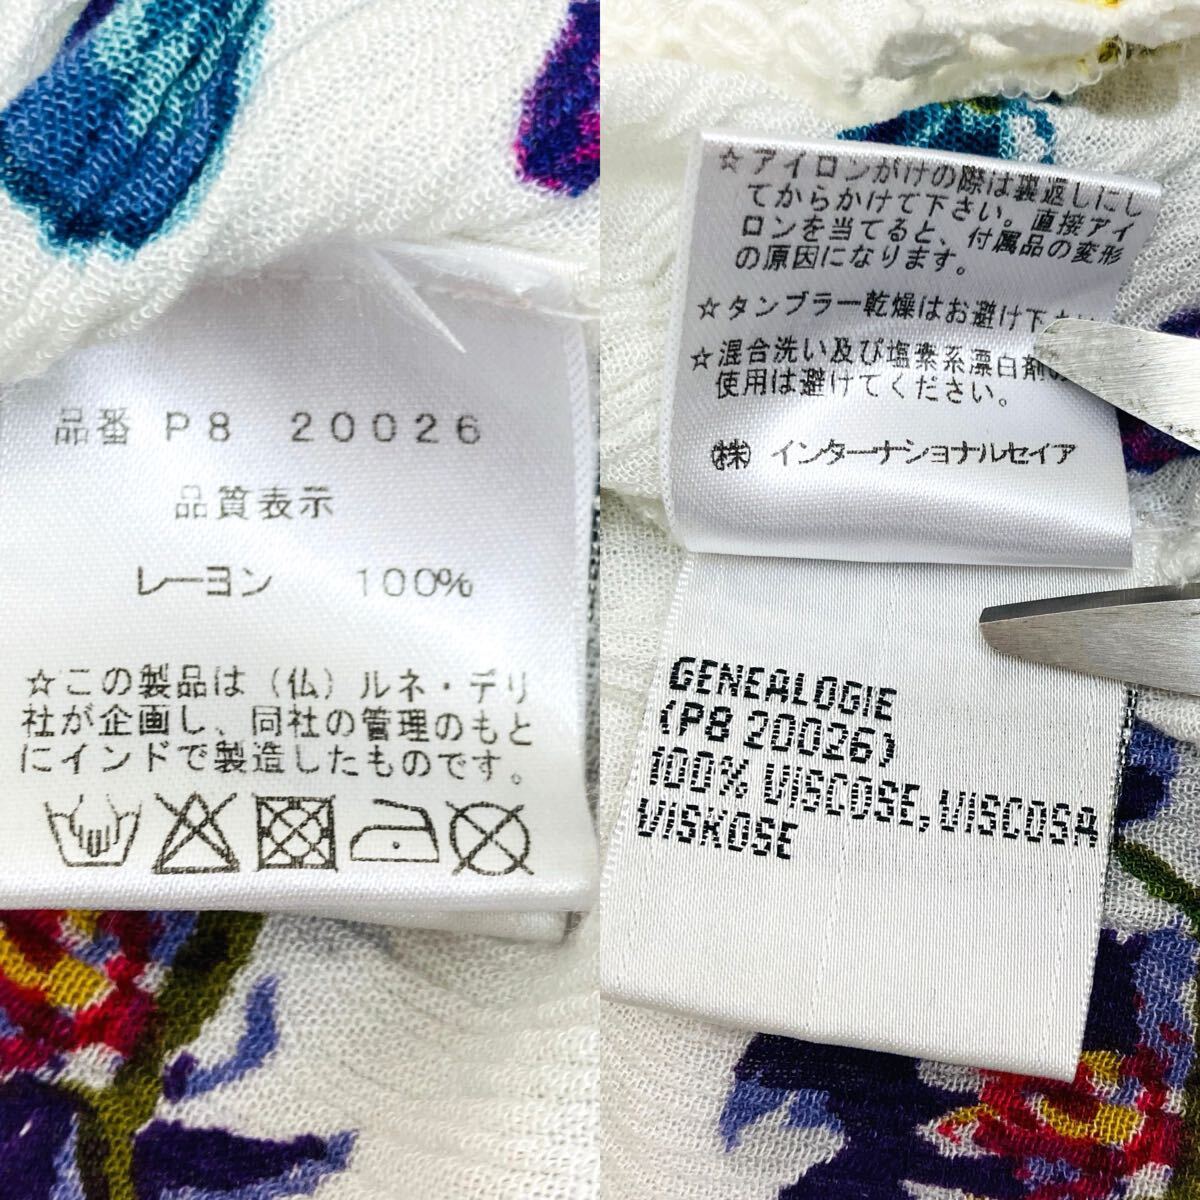 品番 P8 20026
品質表示
レーヨン 100%
☆この製品は（仏）ルネ・デリ
社が企画し、同社の管理のもと
にインドで製造したものです。
☆アイロンがけの際は裏返しにし
てからかけて下さい。直接アイ
ロンを当てると、付属品の変形
の原因になります。
☆タンブラー乾燥はお避け下さい
☆混合洗い及び塩素系漂白剤の
使用は避けてください。
㈱ インターナショナルセイア
GENEALOGIE
(P8 20026)
100% VISCOSE,VISCOSA
VISKOSE